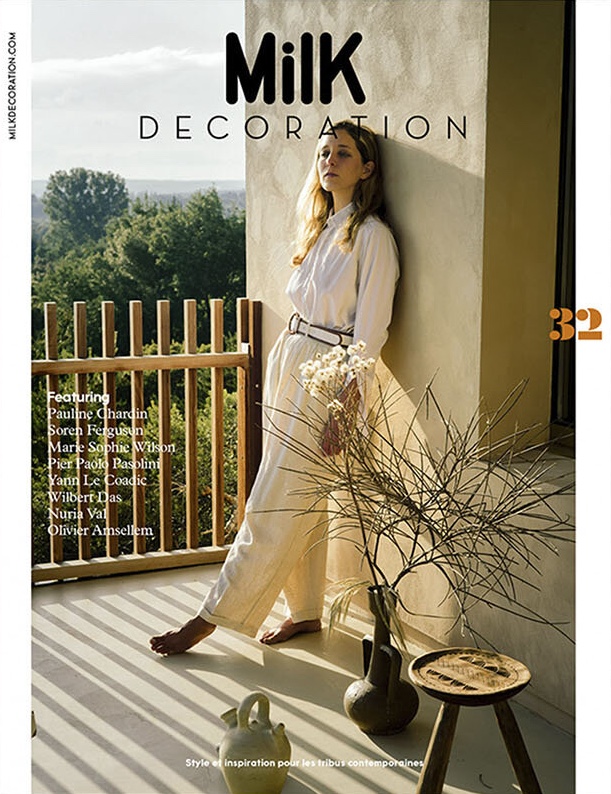 MILKDECORATION.COM
MilK
DECORATION
32
Featuring
Pauline Chardin
Soren Ferguson
Marie Sophie Wilson
Pier Paolo Pasolini
Yann Le Coadic
Wilbert Das
Nuria Val
Olivier Amsellem
Style et inspiration pour les tribus contemporaines